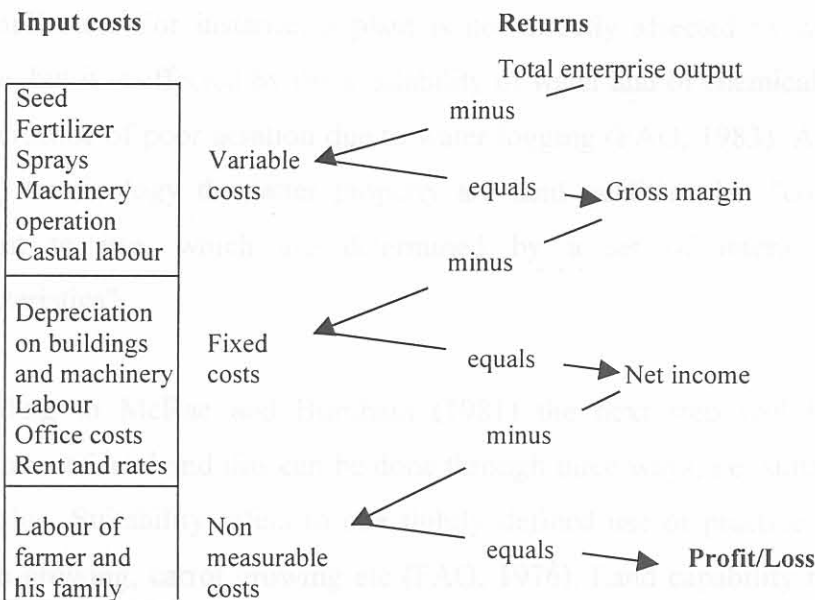 Input costs
Returns
Total enterprise output
minus
Seed
Fertilizer
Sprays
Machinery
operation
Casual labour
Variable
costs
equals
Gross margin
minus
Depreciation
on buildings
and machinery
Labour
Office costs
Rent and rates
Fixed
costs
equals
Net income
minus
Labour of
farmer and
his family
Non
measurable
costs
equals
Profit/Loss